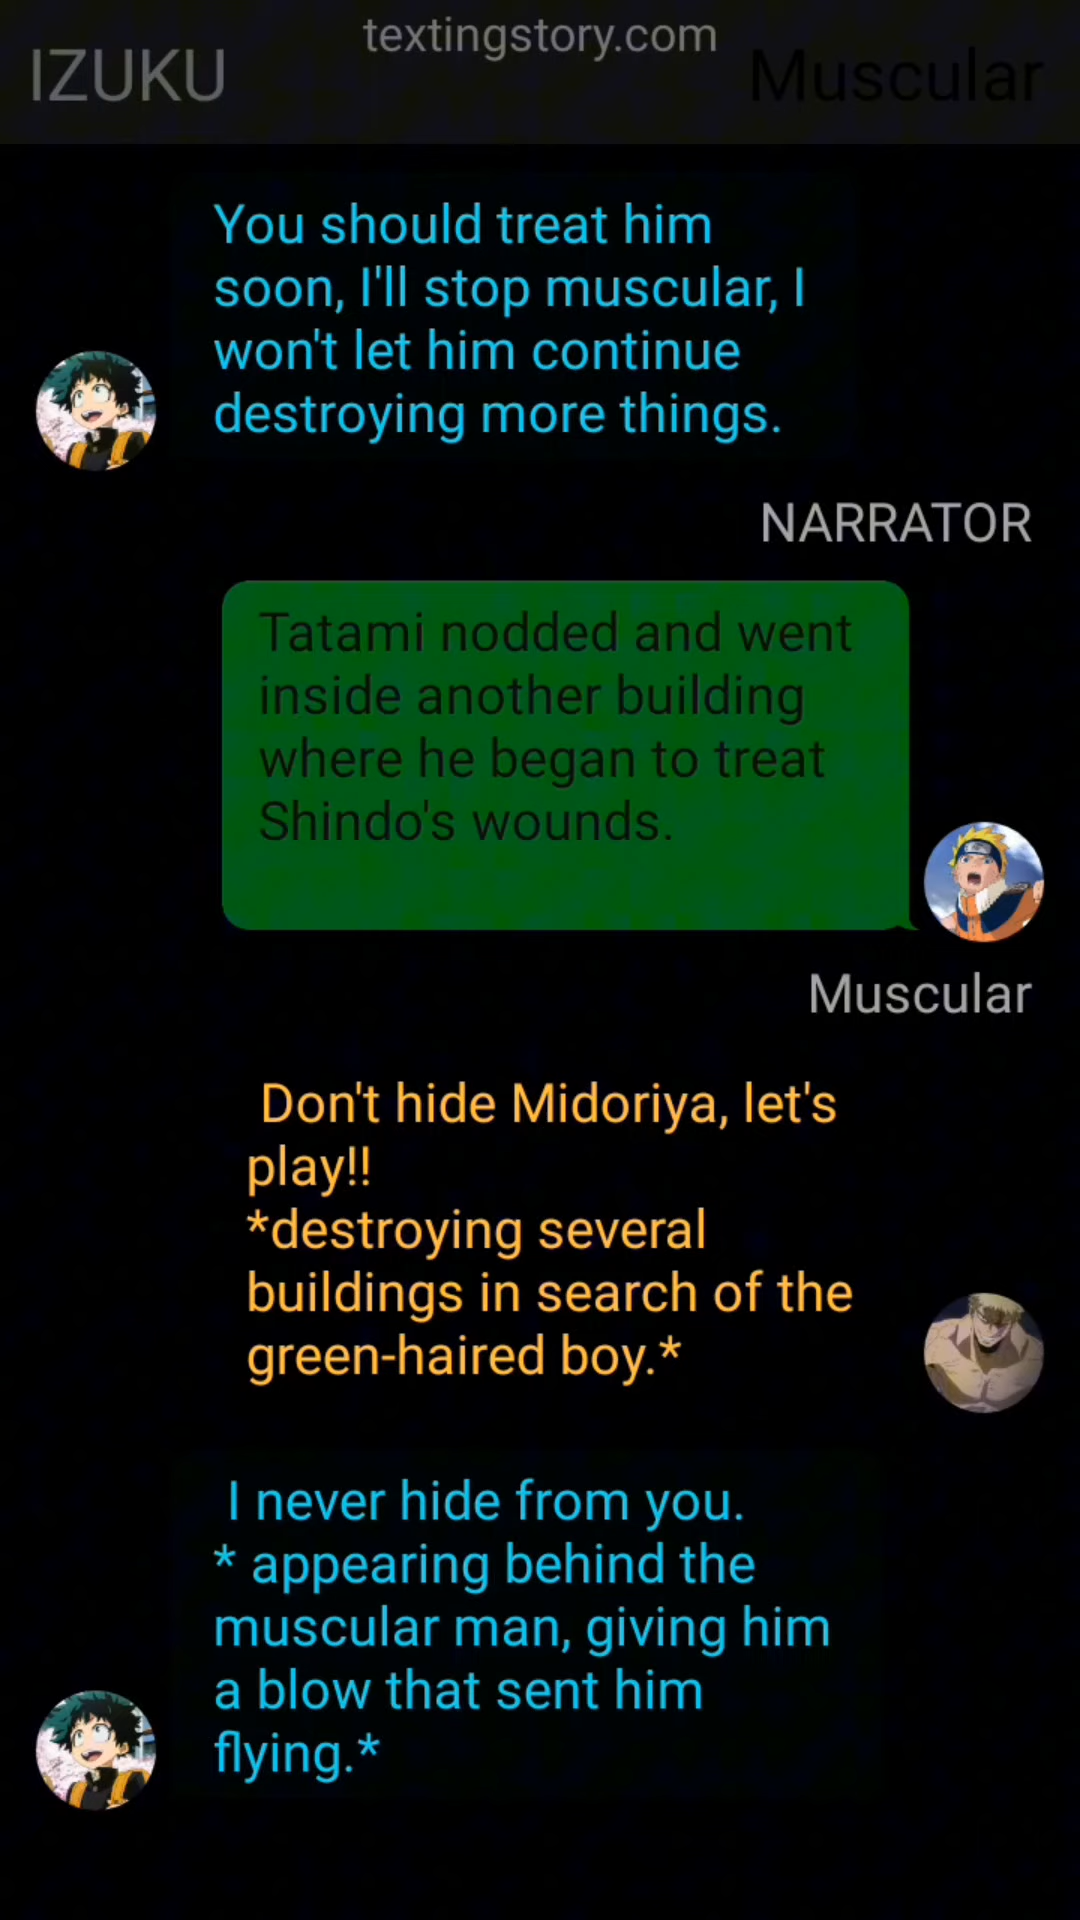 textingstory.com
IZUKU
Muscular
You should treat him
soon, I'll stop muscular, I
won't let him continue
destroying more things.
NARRATOR
Tatami nodded and went
inside another building
where he began to treat
Shindo's wounds.
Muscular
Don't hide Midoriya, let's
play!!
*destroying several
buildings in search of the
green-haired boy.*
I never hide from you.
* appearing behind the
muscular man, giving him
a blow that sent him
flying.*